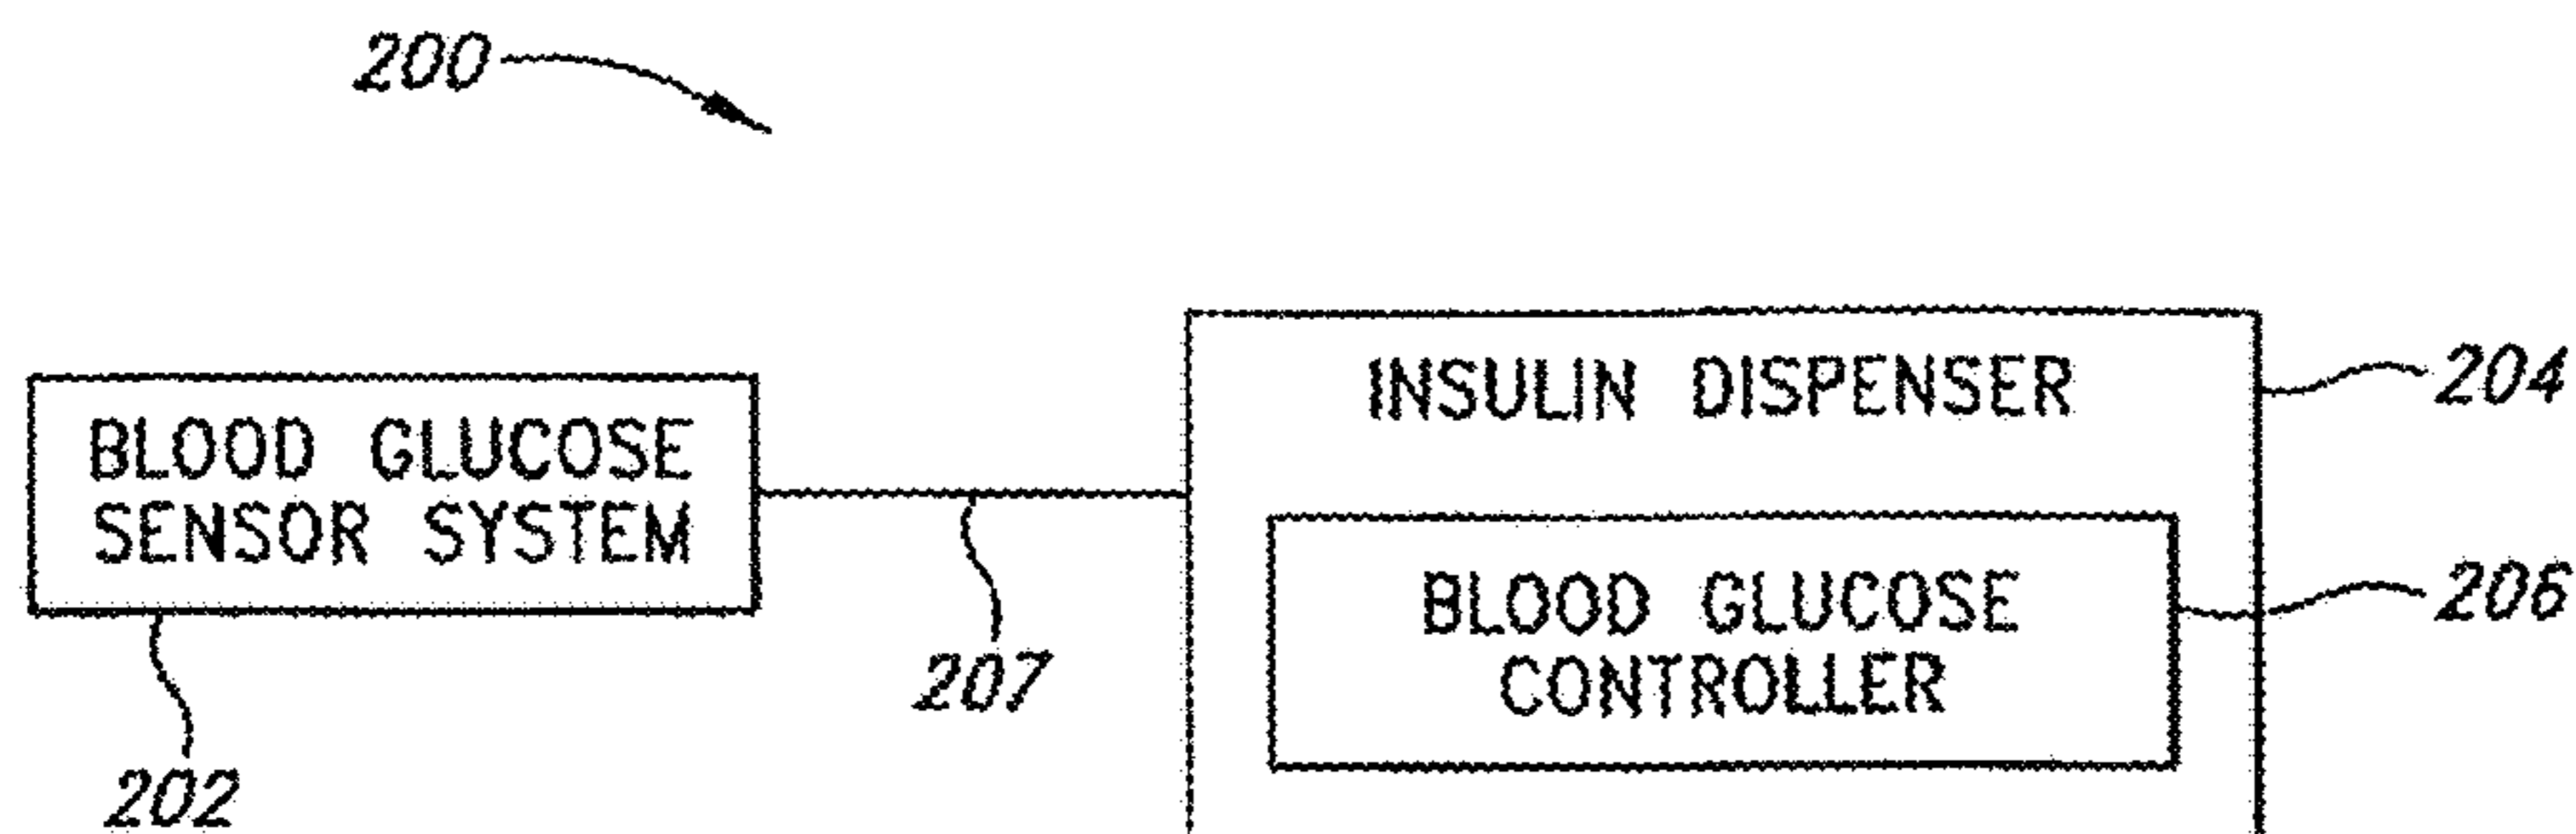 200
INSULIN DISPENSER
204
BLOOD GLUCOSE
SENSOR SYSTEM
BLOOD GLUCOSE
CONTROLLER
206
207
202